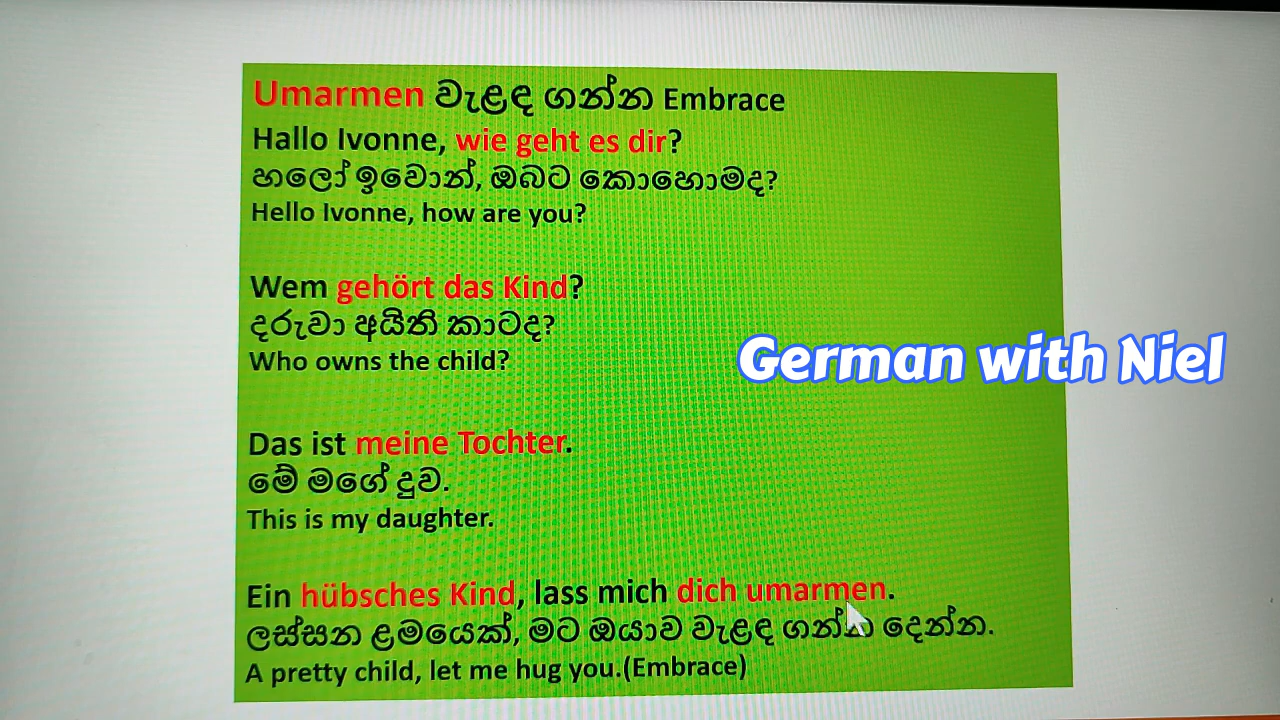 Umarmen වැළඳ ගන්න Embrace
Hallo Ivonne, wie geht es dir?
හලෝ ඉවොන්, ඔබට කොහොමද?
Hello Ivonne, how are you?
Wem gehört das Kind?
දරුවා අයිති කාටද?
Who owns the child?
German with Niel
Das ist meine Tochter.
මේ මගේ දුව.
This is my daughter.
Ein hübsches Kind, lass mich dich umarmen.
ලස්සන ළමයෙක්, මට ඔයාව වැළඳ ගන්න දෙන්න.
A pretty child, let me hug you.(Embrace)